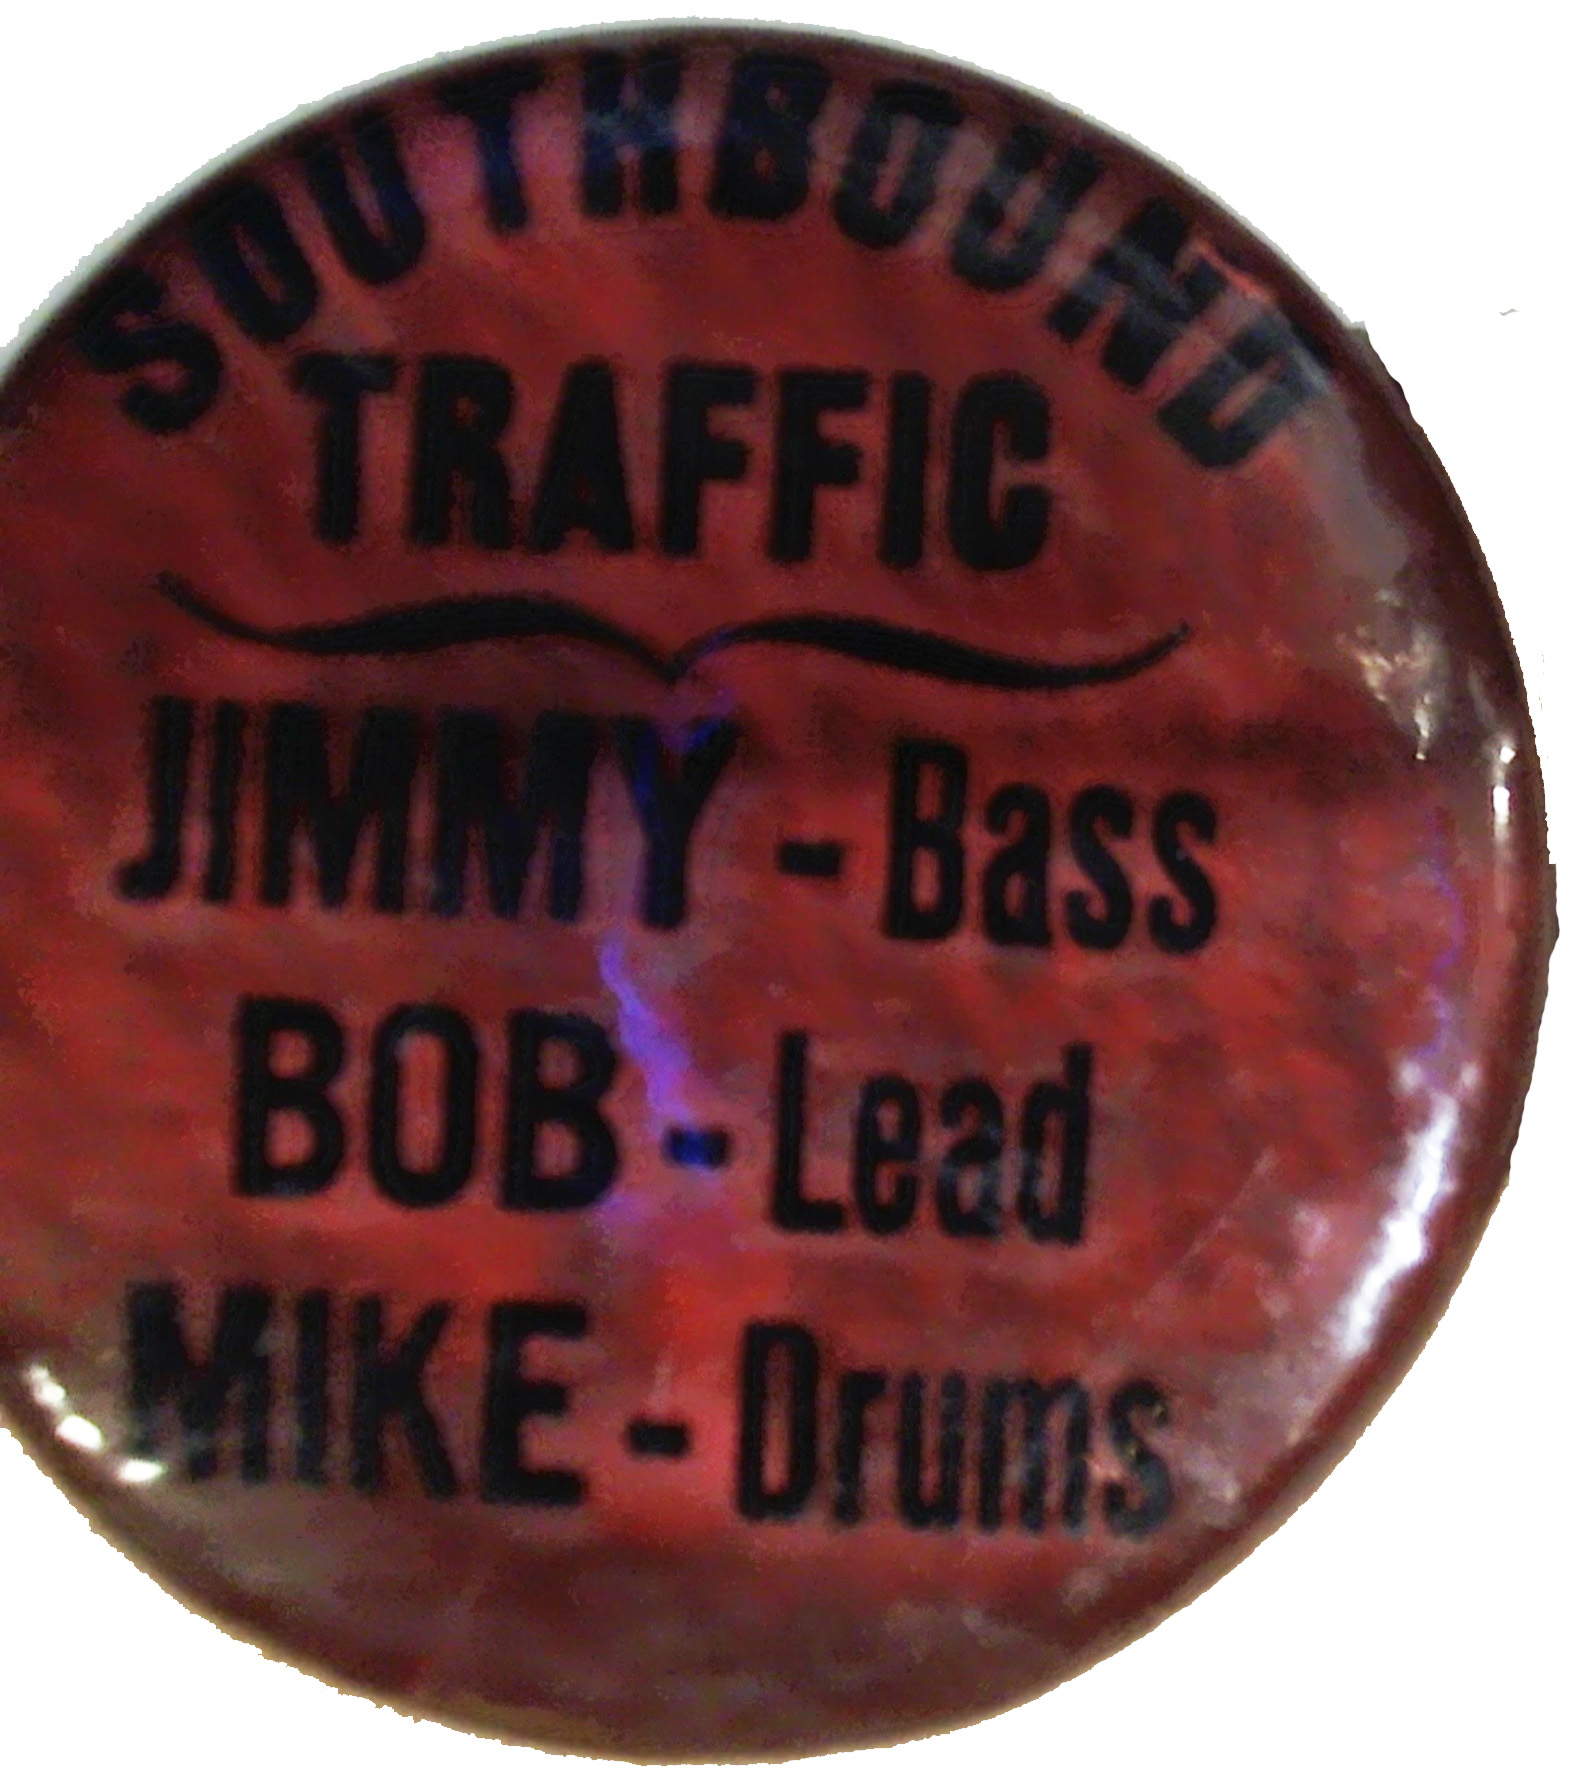 SOUTHBOUND
TRAFFIC
JIMMY - Bass
BOB - Lead
MIKE - Drums